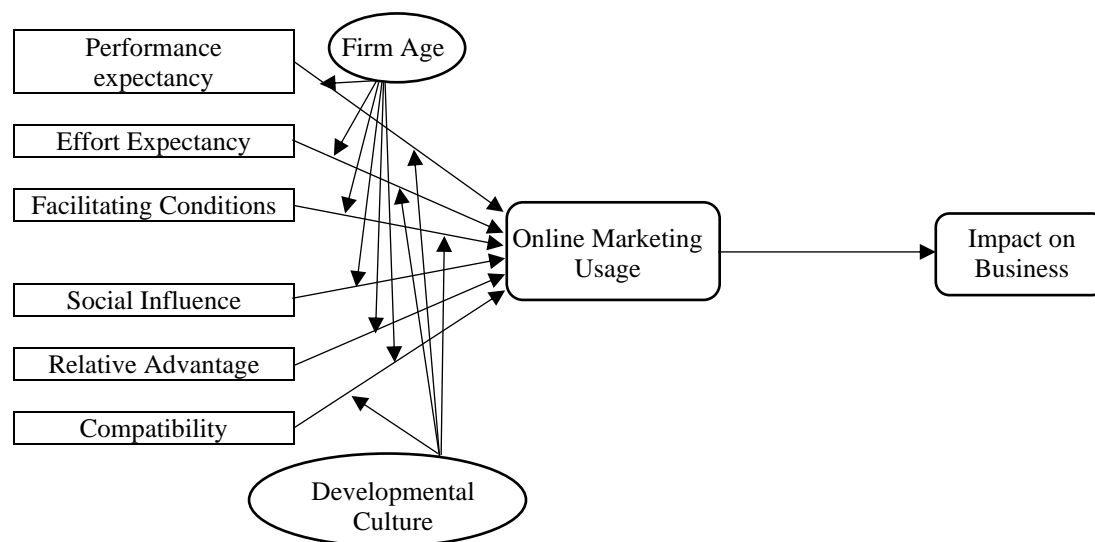 Performance
expectancy
Firm Age
Effort Expectancy
Facilitating Conditions
Online Marketing
Usage
Impact on
Business
Social Influence
Relative Advantage
Compatibility
Developmental
Culture